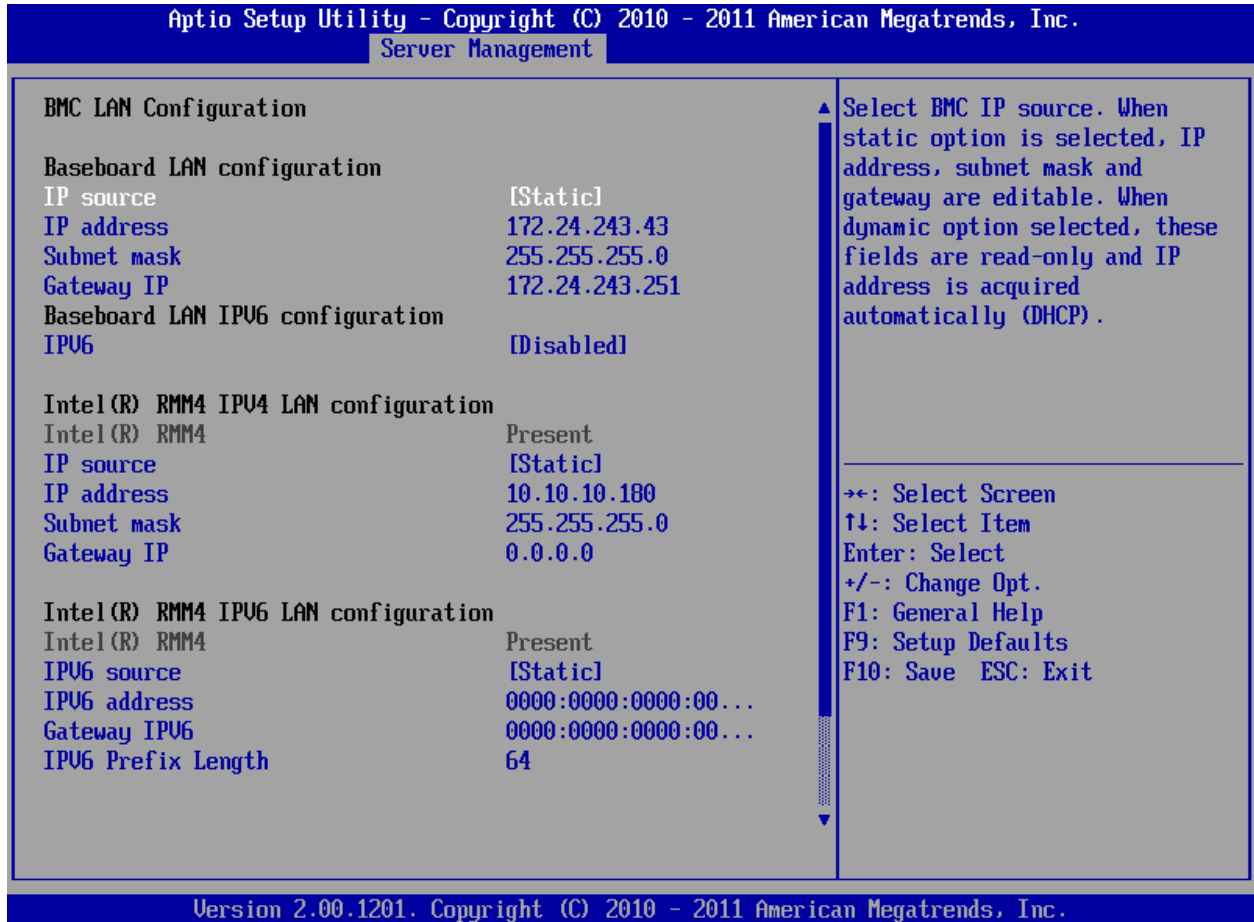 Aptio Setup Utility - Copyright (C) 2010 - 2011 American Megatrends, Inc.
Server Management
BMC LAN Configuration
Baseboard LAN configuration
IP source [Static]
IP address 172.24.243.43
Subnet mask 255.255.255.0
Gateway IP 172.24.243.251
Baseboard LAN IPV6 configuration
IPV6 [Disabled]
Intel(R) RMM4 IPV4 LAN configuration
Intel(R) RMM4 Present
IP source [Static]
IP address 10.10.10.180
Subnet mask 255.255.255.0
Gateway IP 0.0.0.0
Intel(R) RMM4 IPV6 LAN configuration
Intel(R) RMM4 Present
IPV6 source [Static]
IPV6 address 0000:0000:0000:00...
Gateway IPV6 0000:0000:0000:00...
IPV6 Prefix Length 64
Select BMC IP source. When
static option is selected, IP
address, subnet mask and
gateway are editable. When
dynamic option selected, these
fields are read-only and IP
address is acquired
automatically (DHCP).
→←: Select Screen
↑↓: Select Item
Enter: Select
+/-: Change Opt.
F1: General Help
F9: Setup Defaults
F10: Save ESC: Exit
Version 2.00.1201. Copyright (C) 2010 - 2011 American Megatrends, Inc.